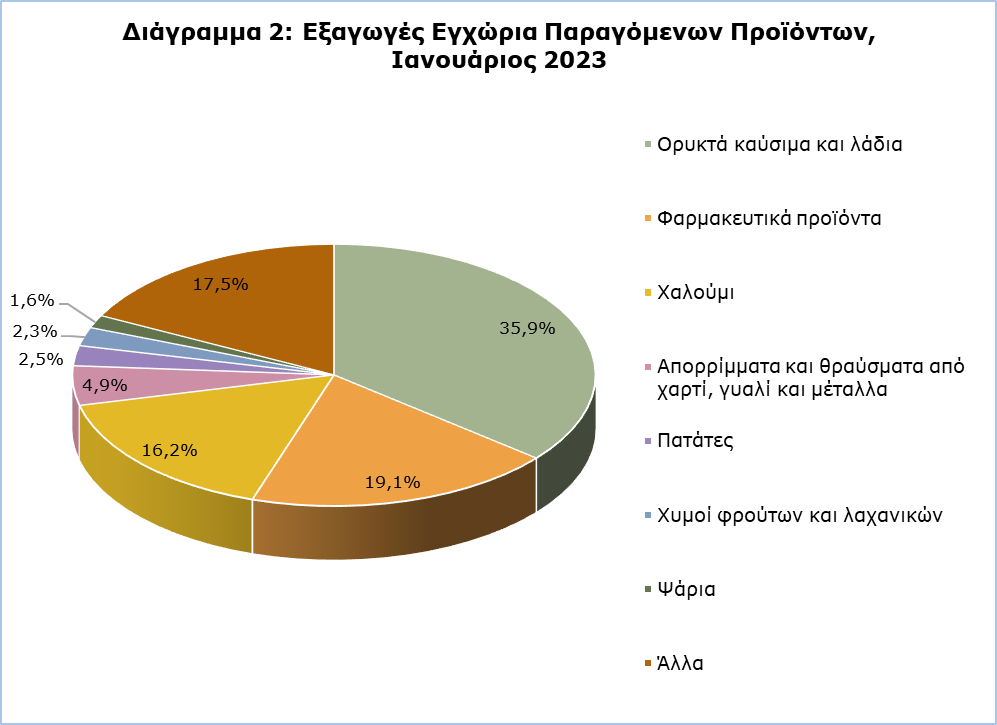 Διάγραμμα 2: Εξαγωγές Εγχώρια Παραγόμενων Προϊόντων,
Ιανουάριος 2023
Ορυκτά καύσιμα και λάδια
Φαρμακευτικά προϊόντα
Χαλούμι
Απορρίμματα και θραύσματα από
χαρτί, γυαλί και μέταλλα
Πατάτες
Χυμοί φρούτων και λαχανικών
Ψάρια
Άλλα
35,9%
19,1%
16,2%
4,9%
2,5%
2,3%
1,6%
17,5%